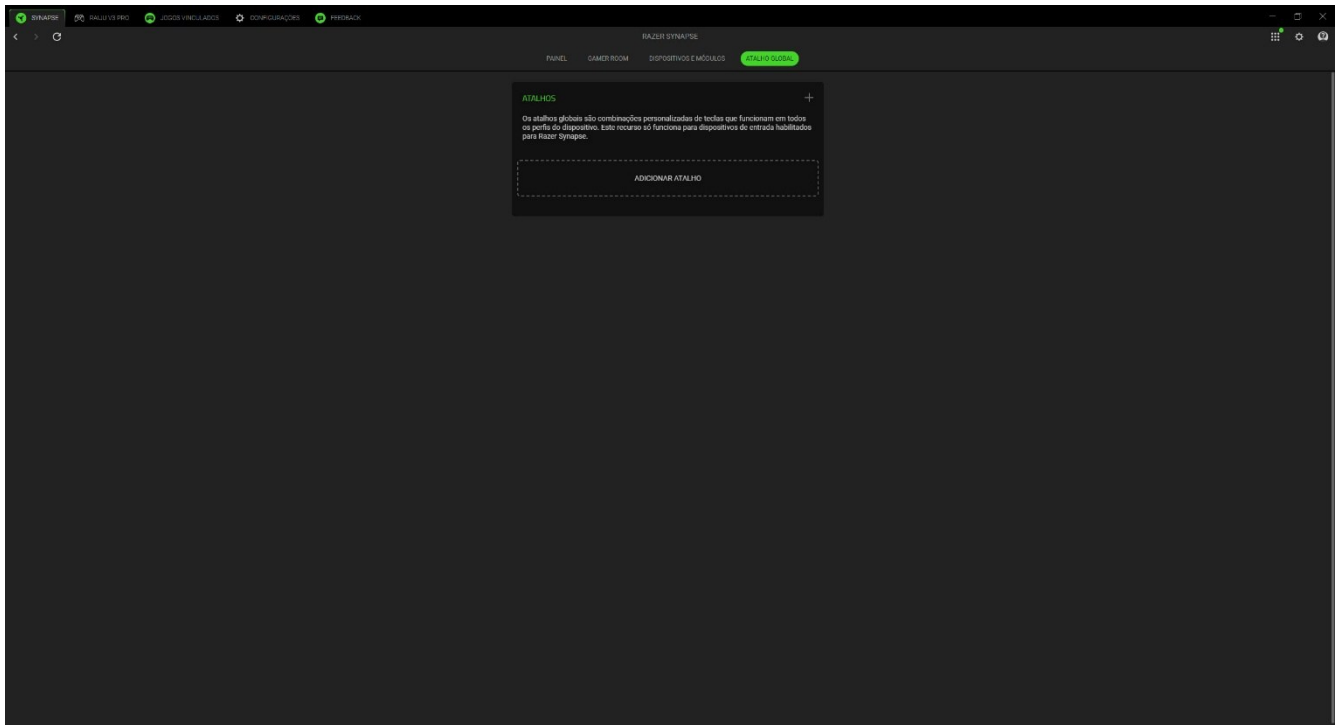 SYNAPSE RAIJU V3 PRO JOGOS VINCULADOS CONFIGURAÇÕES FEEDBACK
RAZER SYNAPSE
PAINEL GAMER ROOM DISPOSITIVOS E MÓDULOS ATALHO GLOBAL
ATALHOS
Os atalhos globais são combinações personalizadas de teclas que funcionam em todos
os perfis do dispositivo. Este recurso só funciona para dispositivos de entrada habilitados
para Razer Synapse.
ADICIONAR ATALHO